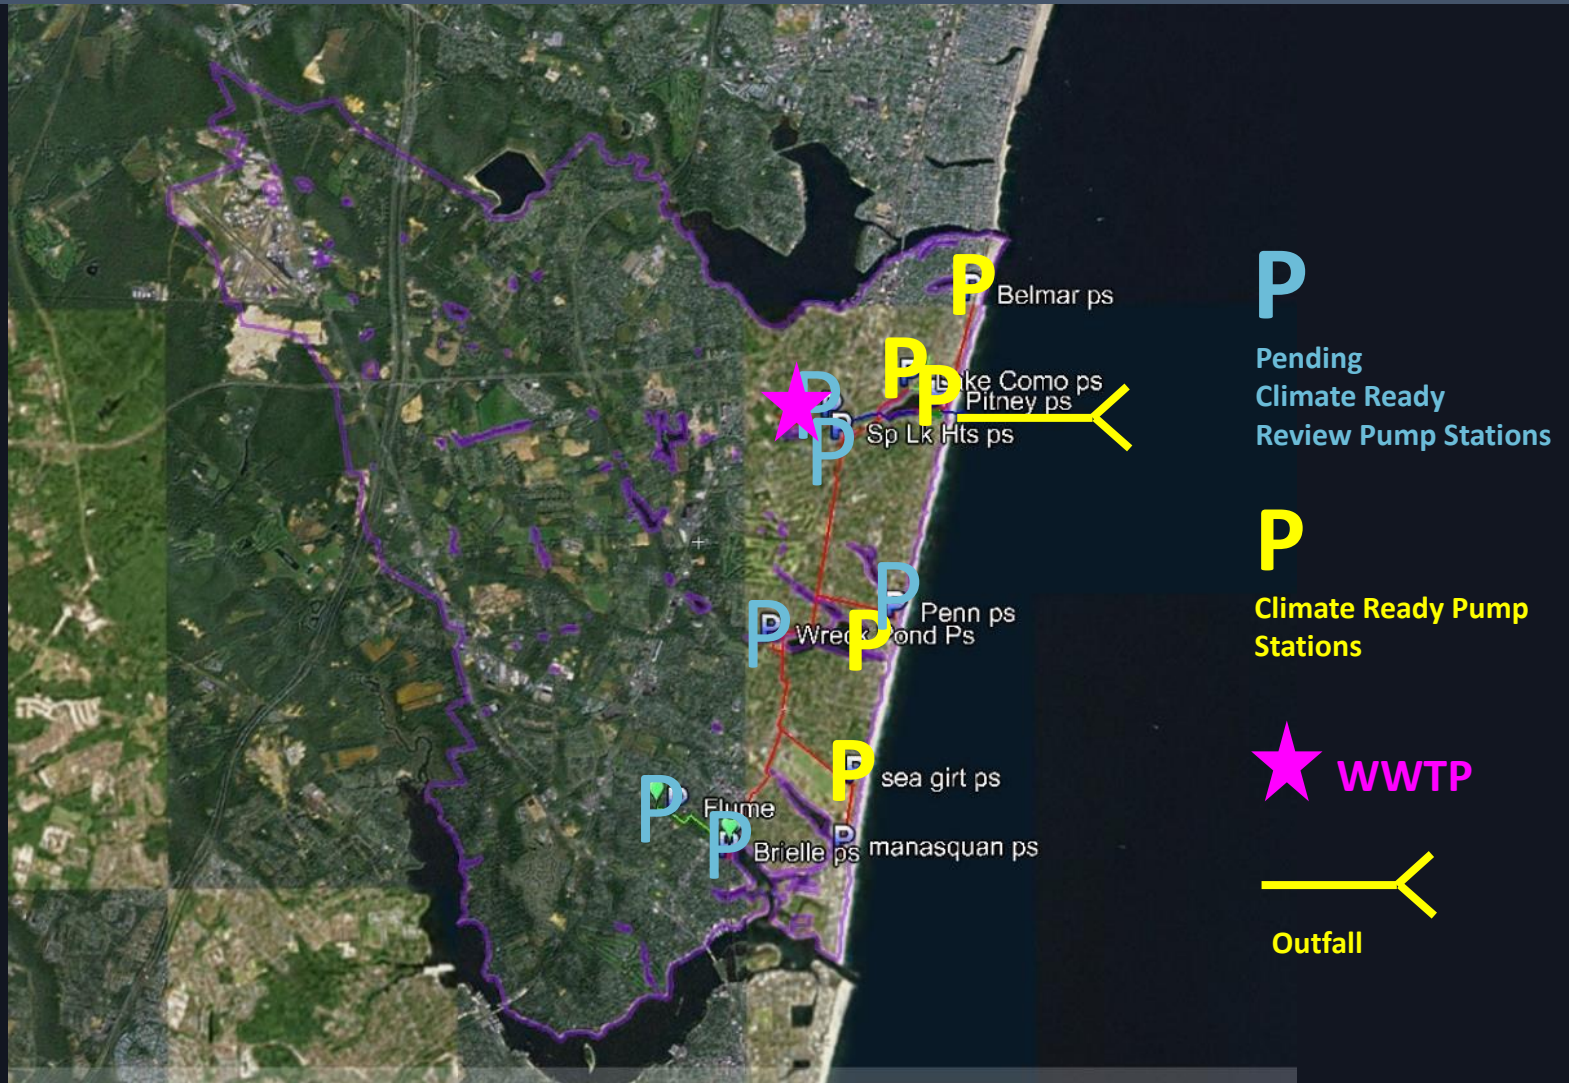 P
Belmar ps
P
Lake Como ps
P
Pitney ps
P
Sp Lk Hts ps
P
P
Penn ps
P
Wreck Pond Ps
P
P
sea girt ps
P
Flume
P
Brielle ps
P
manasquan ps
P
Pending
Climate Ready
Review Pump Stations
P
Climate Ready Pump
Stations
WWTP
Outfall